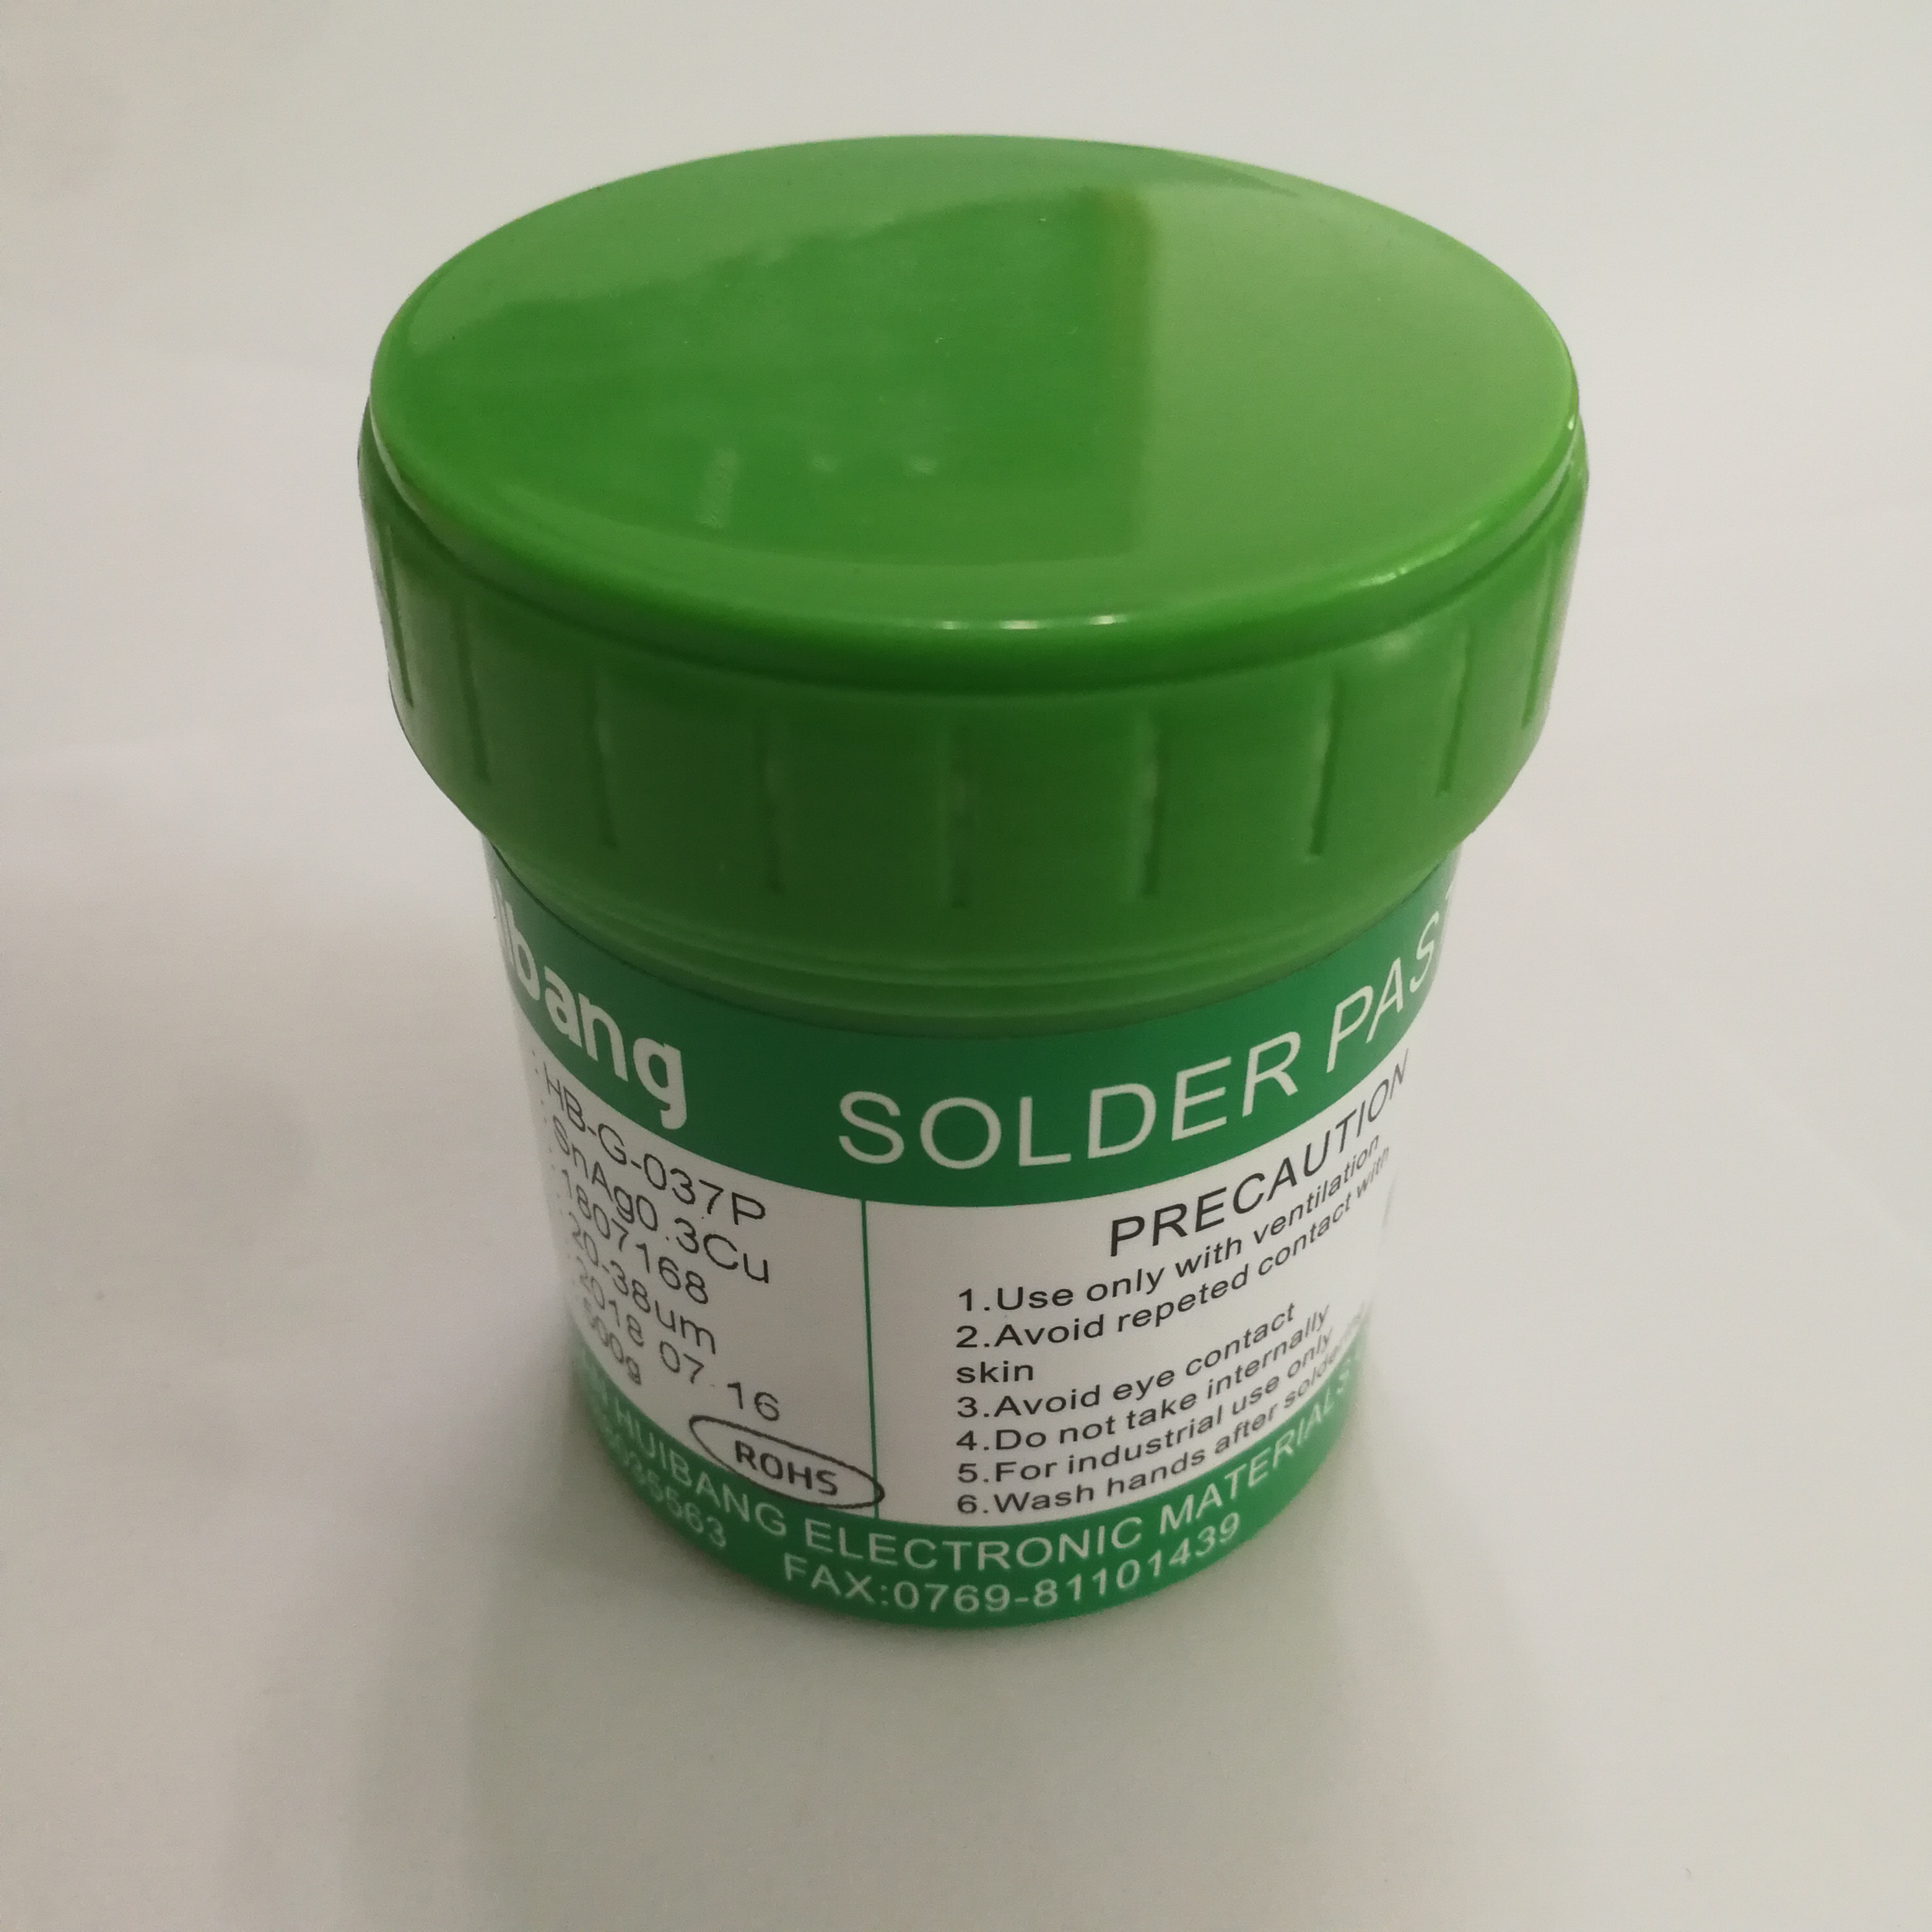 ibang
SOLDER PAST
HB-G-037P
SnAg0.3Cu
1807168
20-38um
2018 07 16
500g
ROHS
PRECAUTION
1.Use only with ventilation
2.Avoid repeted contact with
skin
3.Avoid eye contact
4.Do not take internally
5.For industrial use only
6.Wash hands after
HUIBANG ELECTRONIC MATERIALS
FAX:0769-81101439